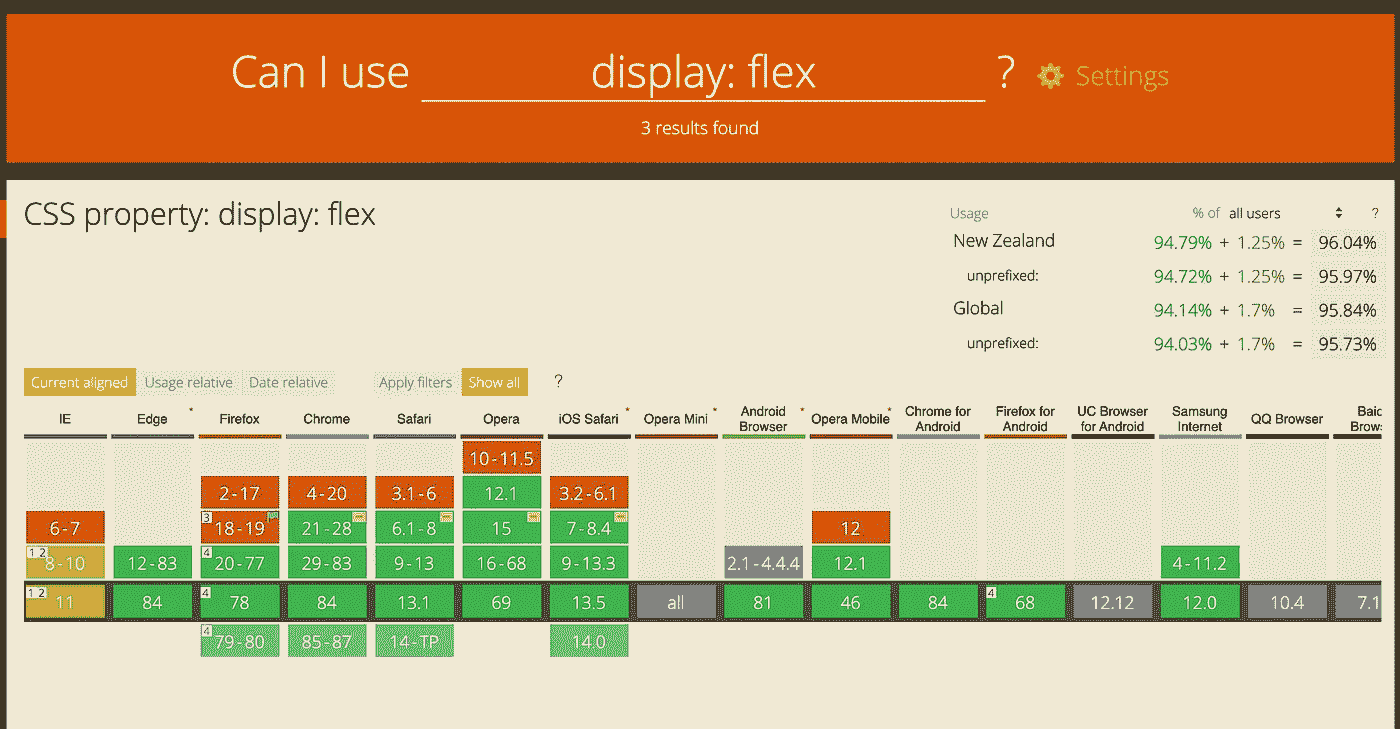 Can I use display: flex ? Settings
3 results found
CSS property: display: flex
Usage % of all users ?
New Zealand 94.79% + 1.25% = 96.04%
unprefixed: 94.72% + 1.25% = 95.97%
Global 94.14% + 1.7% = 95.84%
unprefixed: 94.03% + 1.7% = 95.73%
Current aligned Usage relative Date relative Apply filters Show all ?
IE Edge * Firefox Chrome Safari Opera iOS Safari * Opera Mini * Android Browser * Opera Mobile * Chrome for Android Firefox for Android UC Browser for Android Samsung Internet QQ Browser Baid Brows
10-11.5
2-17 4-20 3.1-6 12.1 3.2-6.1
6-7 3 18-19 21-28 6.1-8 15 7-8.4 12
1 2 8-10 12-83 4 20-77 29-83 9-13 16-68 9-13.3 2.1-4.4.4 12.1 4-11.2
1 2 11 84 4 78 84 13.1 69 13.5 all 81 46 84 4 68 12.12 12.0 10.4 7.1
4 79-80 85-87 14-TP 14.0